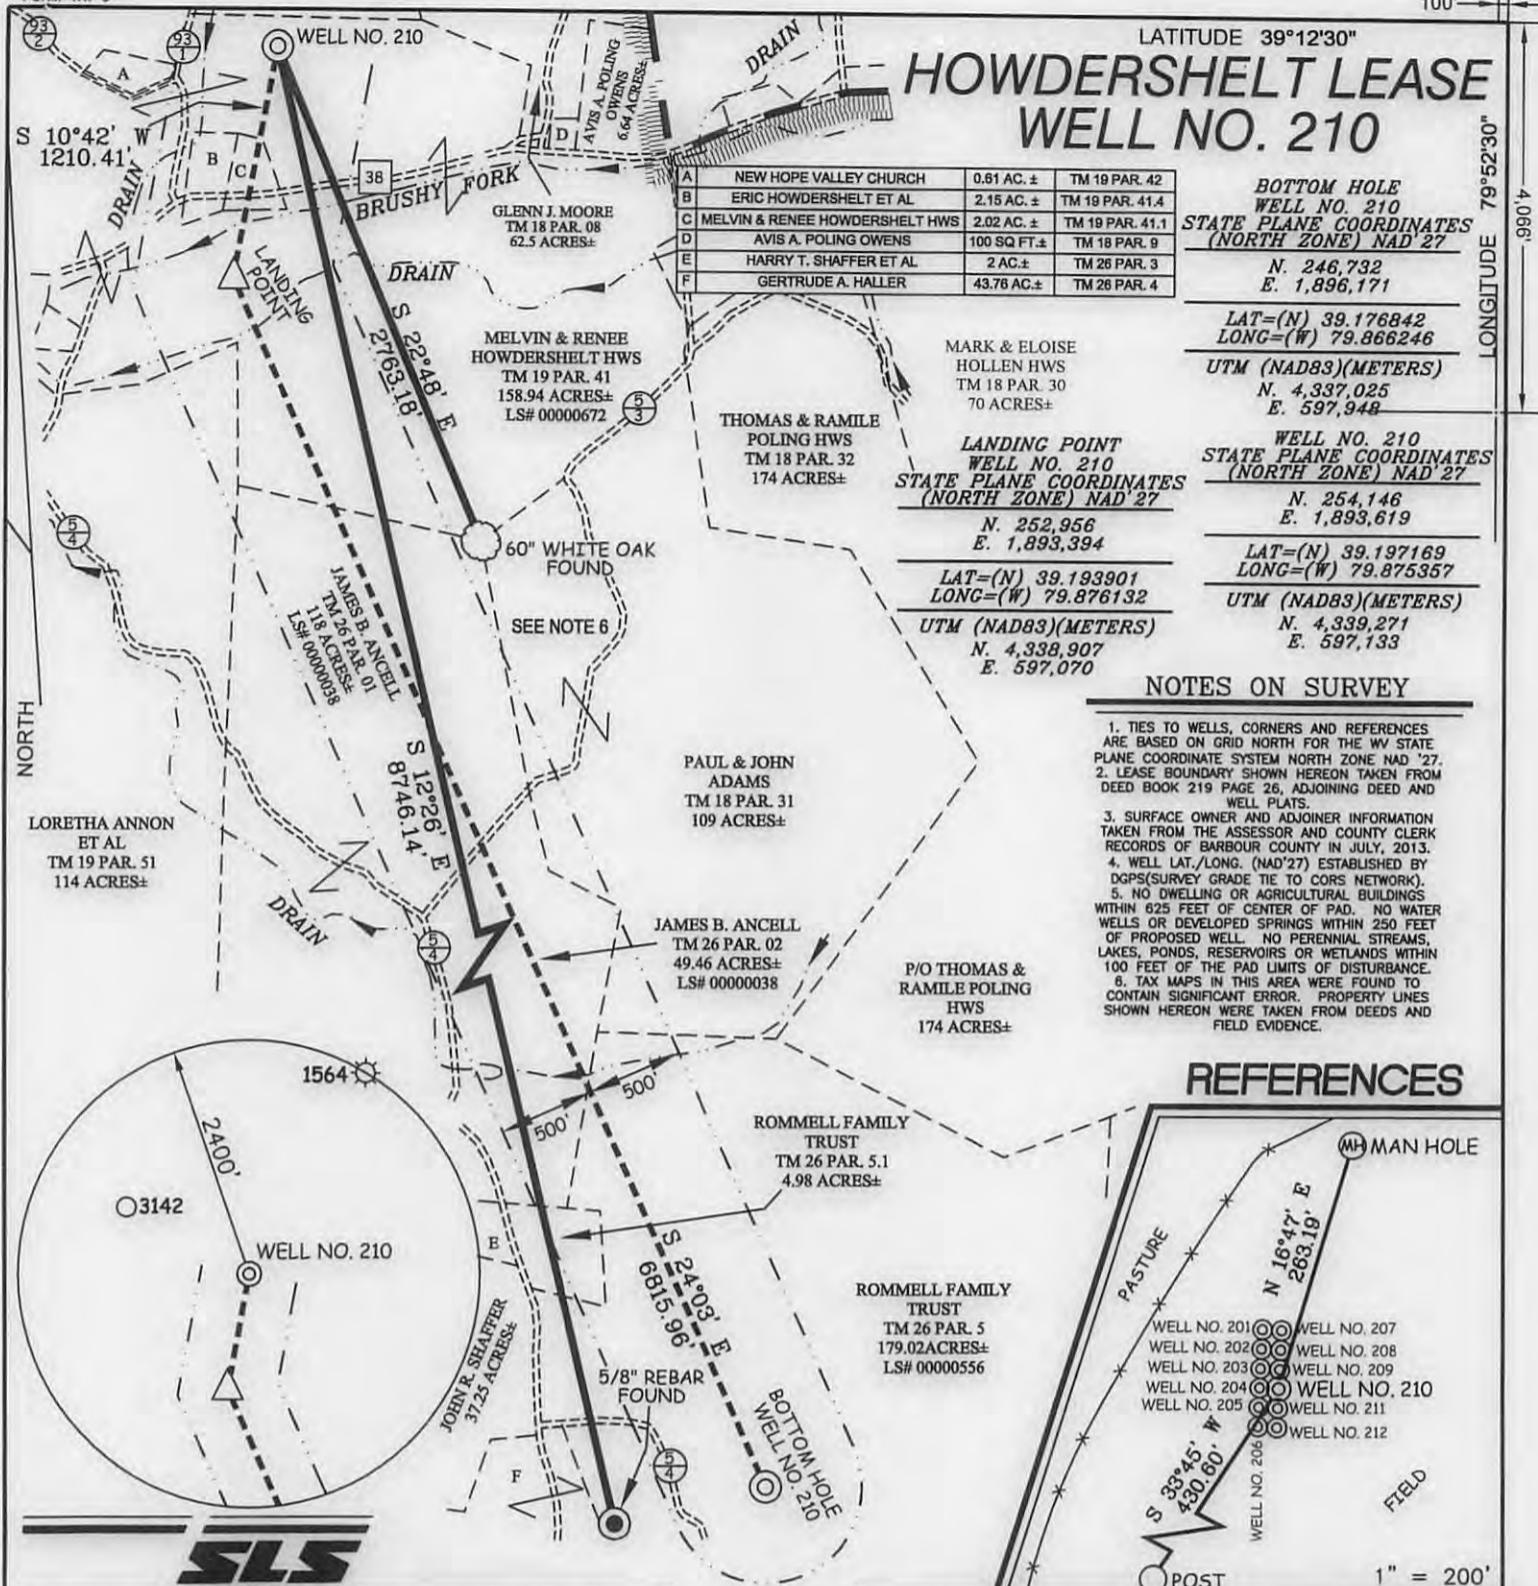 100'
LATITUDE 39°12'30"
HOWDERSHELT LEASE
WELL NO. 210
LONGITUDE 79°52'30"
4,066'
93
2
93
1
A
WELL NO. 210
S 10°42' W
1210.41'
DRAIN
B
C
38
BRUSHY FORK
D
AVIS A. POLING
OWENS
6.64 ACRES±
DRAIN
GLENN J. MOORE
TM 18 PAR. 08
62.5 ACRES±
A NEW HOPE VALLEY CHURCH 0.61 AC. ± TM 19 PAR. 42
B ERIC HOWDERSHELT ET AL 2.15 AC. ± TM 19 PAR. 41.4
C MELVIN & RENEE HOWDERSHELT HWS 2.02 AC. ± TM 19 PAR. 41.1
D AVIS A. POLING OWENS 100 SQ FT.± TM 18 PAR. 9
E HARRY T. SHAFFER ET AL 2 AC.± TM 26 PAR. 3
F GERTRUDE A. HALLER 43.76 AC.± TM 26 PAR. 4
BOTTOM HOLE
WELL NO. 210
STATE PLANE COORDINATES
(NORTH ZONE) NAD'27
N. 246,732
E. 1,896,171
LAT=(N) 39.176842
LONG=(W) 79.866246
UTM (NAD83)(METERS)
N. 4,337,025
E. 597,948
LANDING
POINT
DRAIN
S 22°48' E
2763.18'
MELVIN & RENEE
HOWDERSHELT HWS
TM 19 PAR. 41
158.94 ACRES±
LS# 00000672
5
3
THOMAS & RAMILE
POLING HWS
TM 18 PAR. 32
174 ACRES±
MARK & ELOISE
HOLLEN HWS
TM 18 PAR. 30
70 ACRES±
LANDING POINT
WELL NO. 210
STATE PLANE COORDINATES
(NORTH ZONE) NAD'27
N. 252,956
E. 1,893,394
LAT=(N) 39.193901
LONG=(W) 79.876132
UTM (NAD83)(METERS)
N. 4,338,907
E. 597,070
WELL NO. 210
STATE PLANE COORDINATES
(NORTH ZONE) NAD'27
N. 254,146
E. 1,893,619
LAT=(N) 39.197169
LONG=(W) 79.875357
UTM (NAD83)(METERS)
N. 4,339,271
E. 597,133
5
4
60" WHITE OAK
FOUND
SEE NOTE 6
JAMES B. ANCELL
TM 26 PAR. 01
118 ACRES±
LS# 00000038
NORTH
S 12°26' E
8746.14'
PAUL & JOHN
ADAMS
TM 18 PAR. 31
109 ACRES±
NOTES ON SURVEY
1. TIES TO WELLS, CORNERS AND REFERENCES
ARE BASED ON GRID NORTH FOR THE WV STATE
PLANE COORDINATE SYSTEM NORTH ZONE NAD '27.
2. LEASE BOUNDARY SHOWN HEREON TAKEN FROM
DEED BOOK 219 PAGE 26, ADJOINING DEED AND
WELL PLATS.
3. SURFACE OWNER AND ADJOINER INFORMATION
TAKEN FROM THE ASSESSOR AND COUNTY CLERK
RECORDS OF BARBOUR COUNTY IN JULY, 2013.
4. WELL LAT./LONG. (NAD'27) ESTABLISHED BY
DGPS(SURVEY GRADE TIE TO CORS NETWORK).
5. NO DWELLING OR AGRICULTURAL BUILDINGS
WITHIN 625 FEET OF CENTER OF PAD. NO WATER
WELLS OR DEVELOPED SPRINGS WITHIN 250 FEET
OF PROPOSED WELL. NO PERENNIAL STREAMS,
LAKES, PONDS, RESERVOIRS OR WETLANDS WITHIN
100 FEET OF THE PAD LIMITS OF DISTURBANCE.
6. TAX MAPS IN THIS AREA WERE FOUND TO
CONTAIN SIGNIFICANT ERROR. PROPERTY LINES
SHOWN HEREON WERE TAKEN FROM DEEDS AND
FIELD EVIDENCE.
LORETHA ANNON
ET AL
TM 19 PAR. 51
114 ACRES±
DRAIN
5
4
JAMES B. ANCELL
TM 26 PAR. 02
49.46 ACRES±
LS# 00000038
P/O THOMAS &
RAMILE POLING
HWS
174 ACRES±
500'
500'
ROMMELL FAMILY
TRUST
TM 26 PAR. 5.1
4.98 ACRES±
1564
2400'
3142
WELL NO. 210
E
JOHN R. SHAFFER
37.25 ACRES±
S 24°03' E
6815.96'
ROMMELL FAMILY
TRUST
TM 26 PAR. 5
179.02ACRES±
LS# 00000556
5/8" REBAR
FOUND
F
5
4
BOTTOM HOLE
WELL NO. 210
SLS
REFERENCES
MH MAN HOLE
N 16°47' E
263.19'
PASTURE
WELL NO. 201 WELL NO. 207
WELL NO. 202 WELL NO. 208
WELL NO. 203 WELL NO. 209
WELL NO. 204 WELL NO. 210
WELL NO. 205 WELL NO. 211
WELL NO. 206 WELL NO. 212
S 33°45' W
430.60'
FIELD
POST
1" = 200'